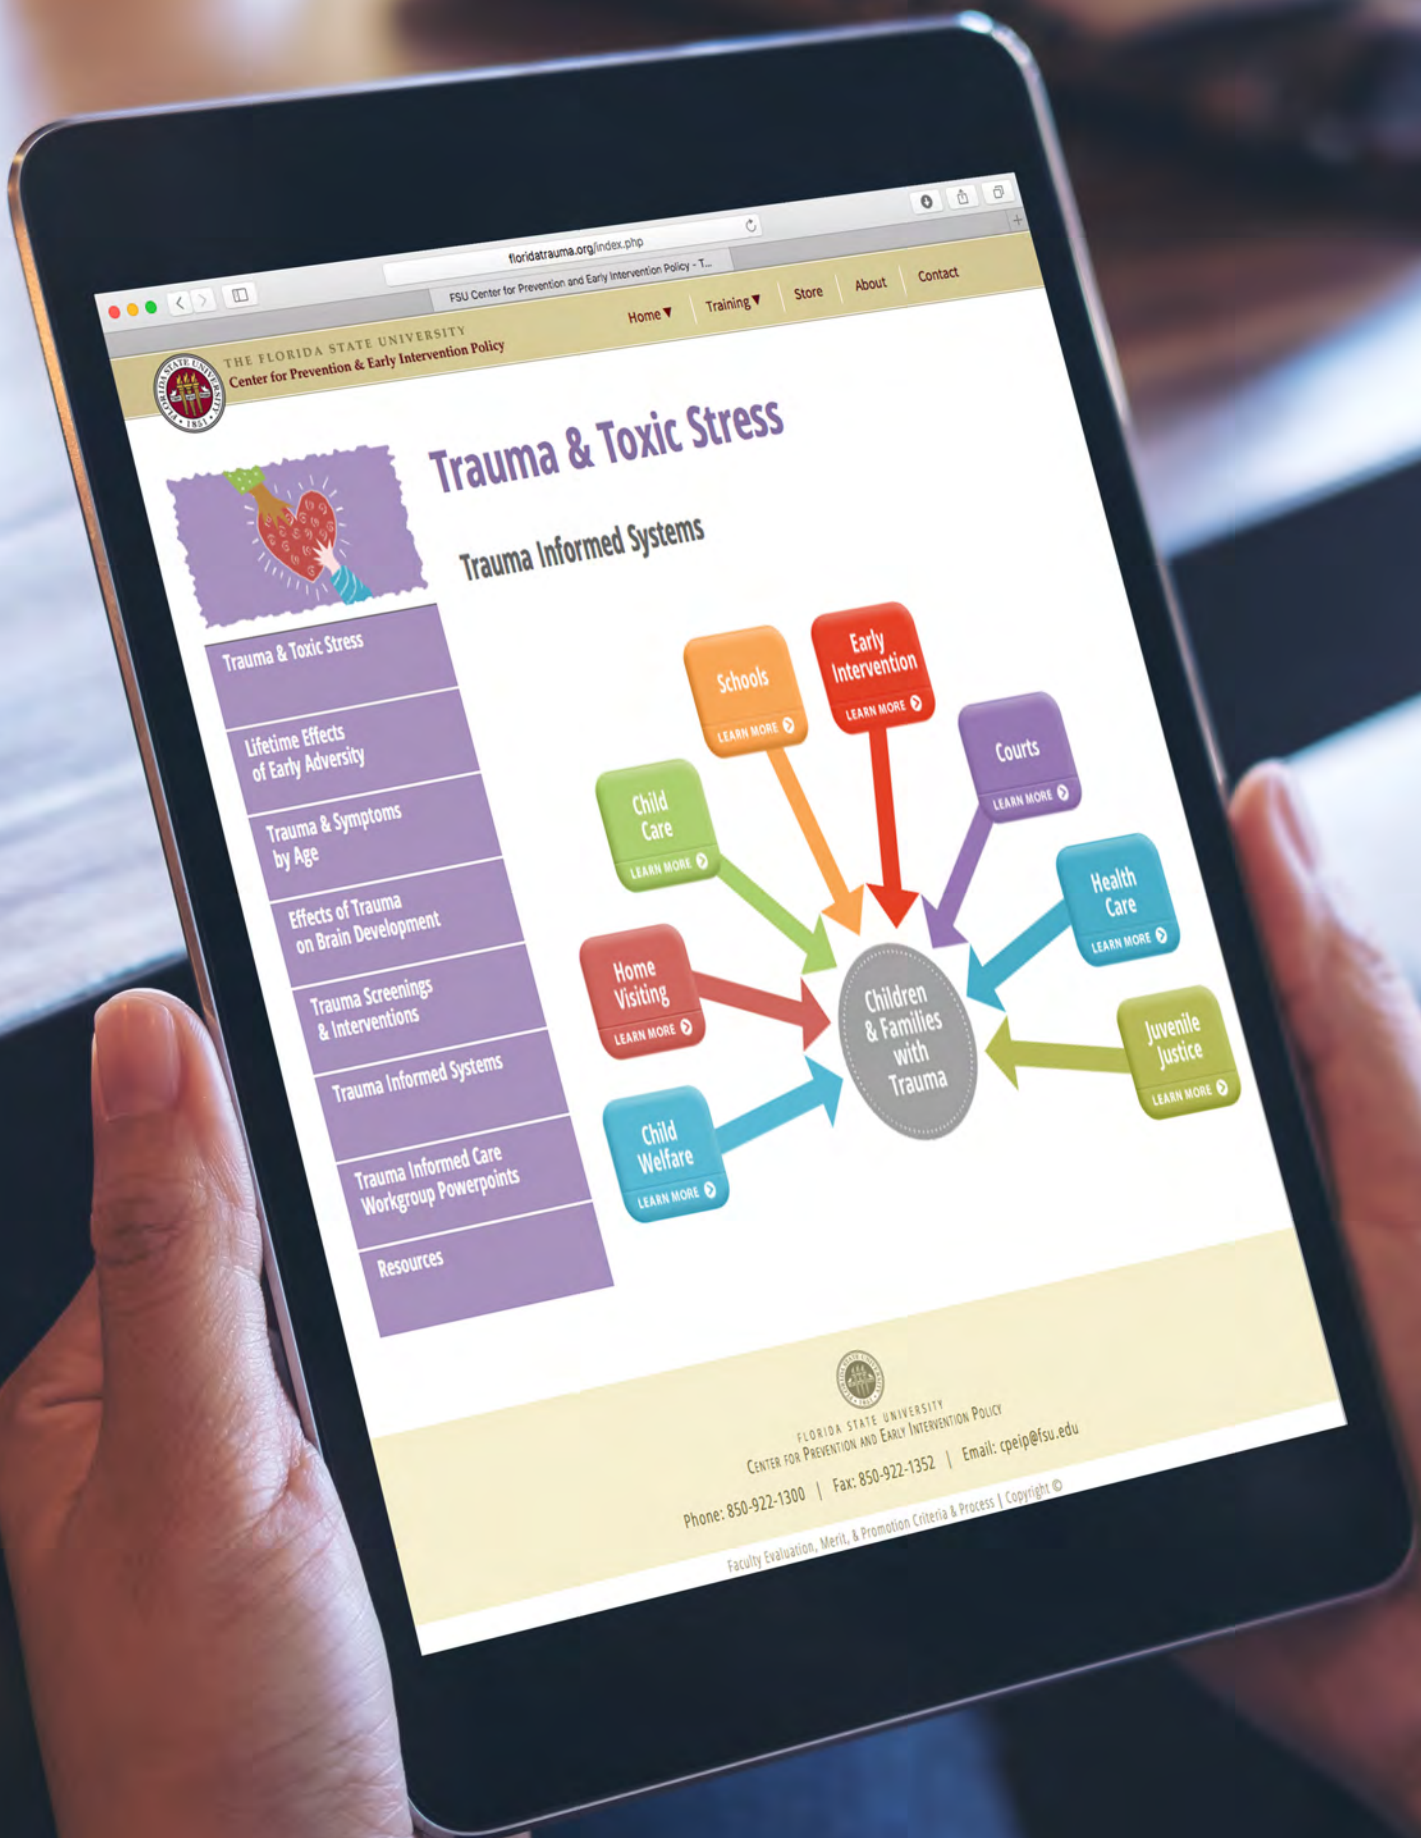 floridatrauma.org/index.php
FSU Center for Prevention and Early Intervention Policy - T...
THE FLORIDA STATE UNIVERSITY
Center for Prevention & Early Intervention Policy
Home
Training
Store
About
Contact
FLORIDA STATE UNIVERSITY
1851
Trauma & Toxic Stress
Trauma Informed Systems
Trauma & Toxic Stress
Lifetime Effects
of Early Adversity
Trauma & Symptoms
by Age
Effects of Trauma
on Brain Development
Trauma Screenings
& Interventions
Trauma Informed Systems
Trauma Informed Care
Workgroup Powerpoints
Resources
Early
Intervention
LEARN MORE
Schools
LEARN MORE
Courts
LEARN MORE
Child
Care
LEARN MORE
Health
Care
LEARN MORE
Home
Visiting
LEARN MORE
Juvenile
Justice
LEARN MORE
Child
Welfare
LEARN MORE
Children
& Families
with
Trauma
FLORIDA STATE UNIVERSITY
CENTER FOR PREVENTION AND EARLY INTERVENTION POLICY
Phone: 850-922-1300 | Fax: 850-922-1352 | Email: cpeip@fsu.edu
Faculty Evaluation, Merit, & Promotion Criteria & Process | Copyright ©